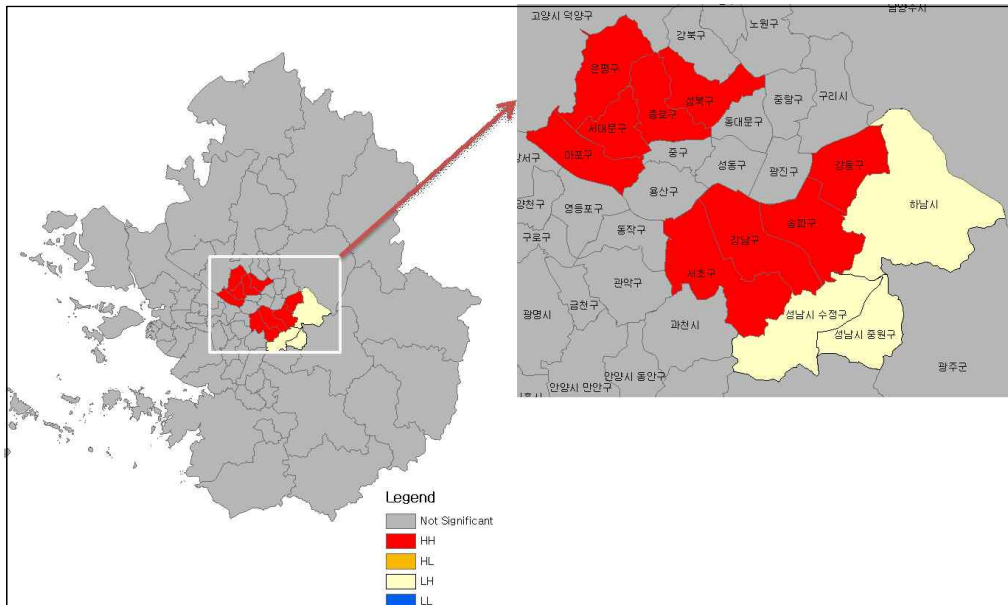 고양시 덕양구
노원구
남양주시
강북구
은평구
성북구
중랑구
구리시
종로구
동대문구
서대문구
강서구
마포구
중구
성동구
광진구
강동구
용산구
양천구
영등포구
하남시
송파구
동작구
구로구
강남구
서초구
관악구
금천구
광명시
과천시
성남시 수정구
성남시 중원구
광주군
안양시 동안구
안양시 만안구
Legend
Not Significant
HH
HL
LH
LL